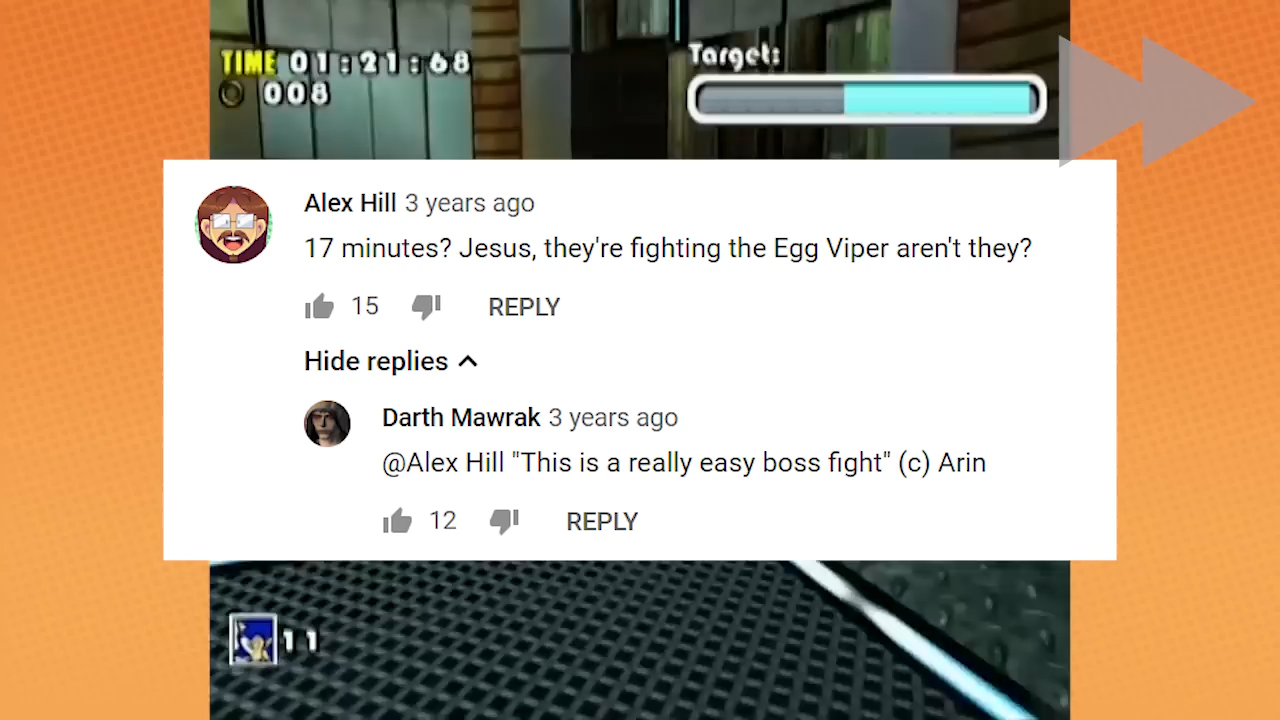 TIME 01:21:68
Target:
008
Alex Hill 3 years ago
17 minutes? Jesus, they're fighting the Egg Viper aren't they?
15 REPLY
Hide replies
Darth Mawrak 3 years ago
@Alex Hill "This is a really easy boss fight" (c) Arin
12 REPLY
11